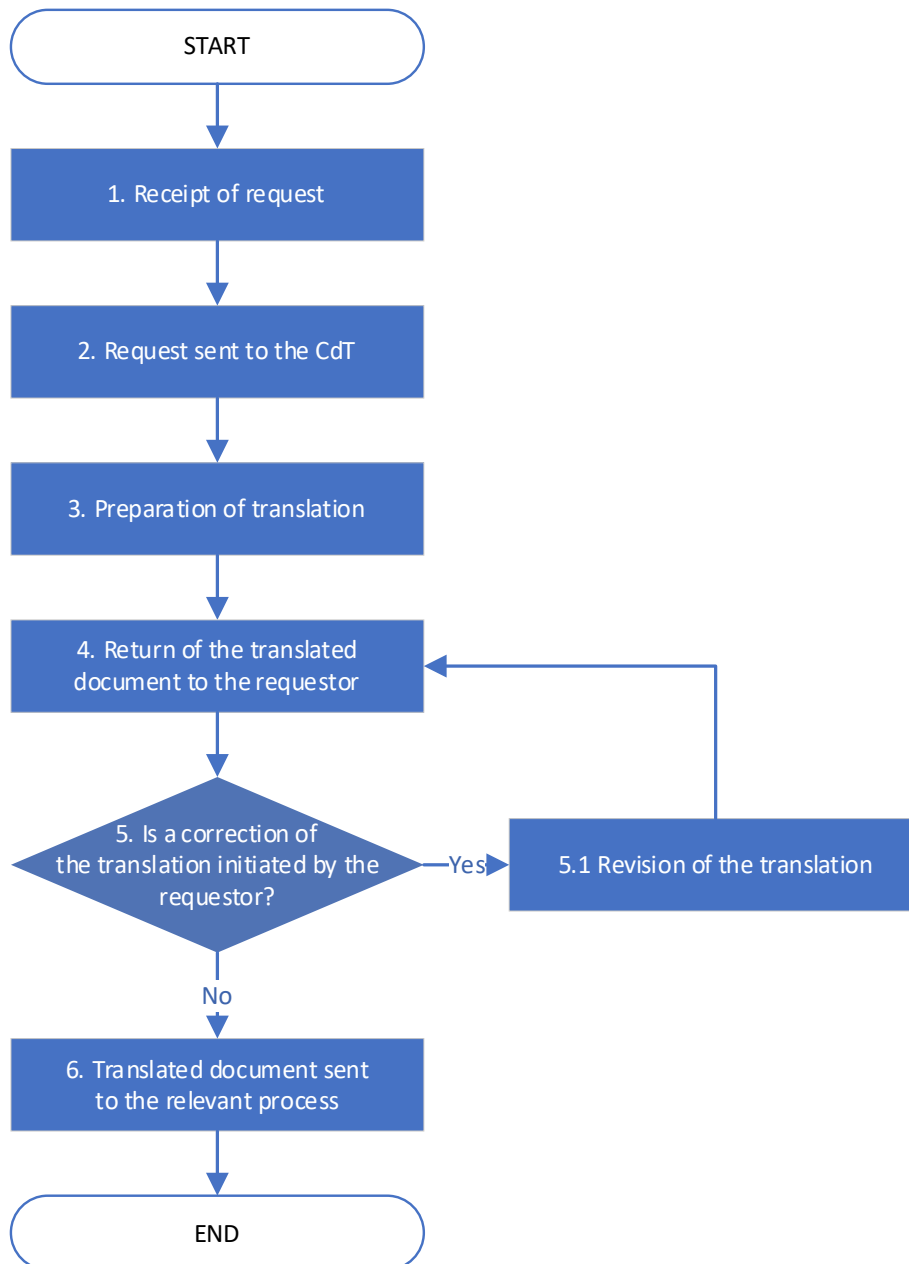 START
1. Receipt of request
2. Request sent to the CdT
3. Preparation of translation
4. Return of the translated
document to the requestor
5. Is a correction of
the translation initiated by the
requestor?
Yes
5.1 Revision of the translation
No
6. Translated document sent
to the relevant process
END